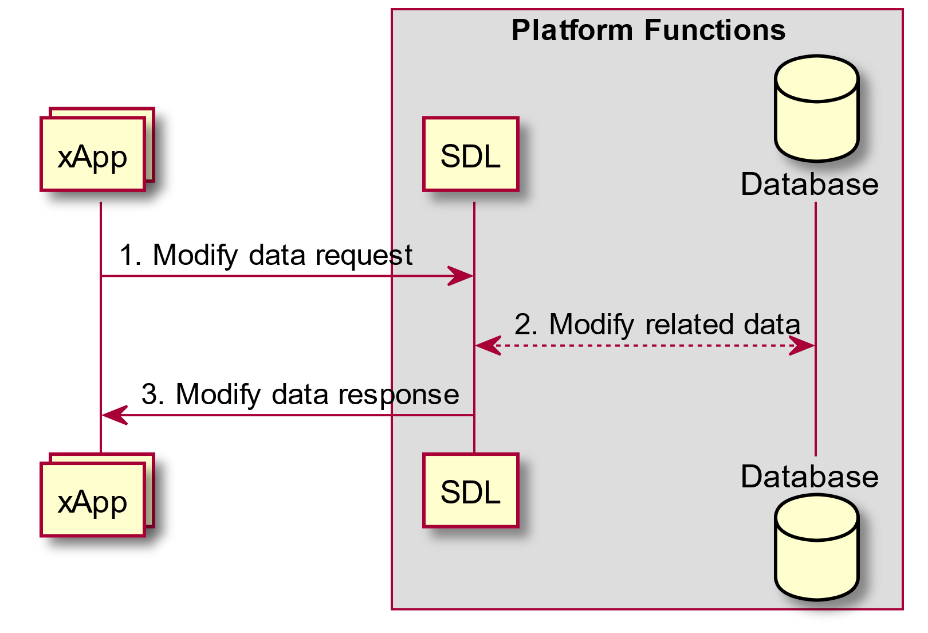 Platform Functions
xApp
SDL
Database
1. Modify data request
2. Modify related data
3. Modify data response
xApp
SDL
Database